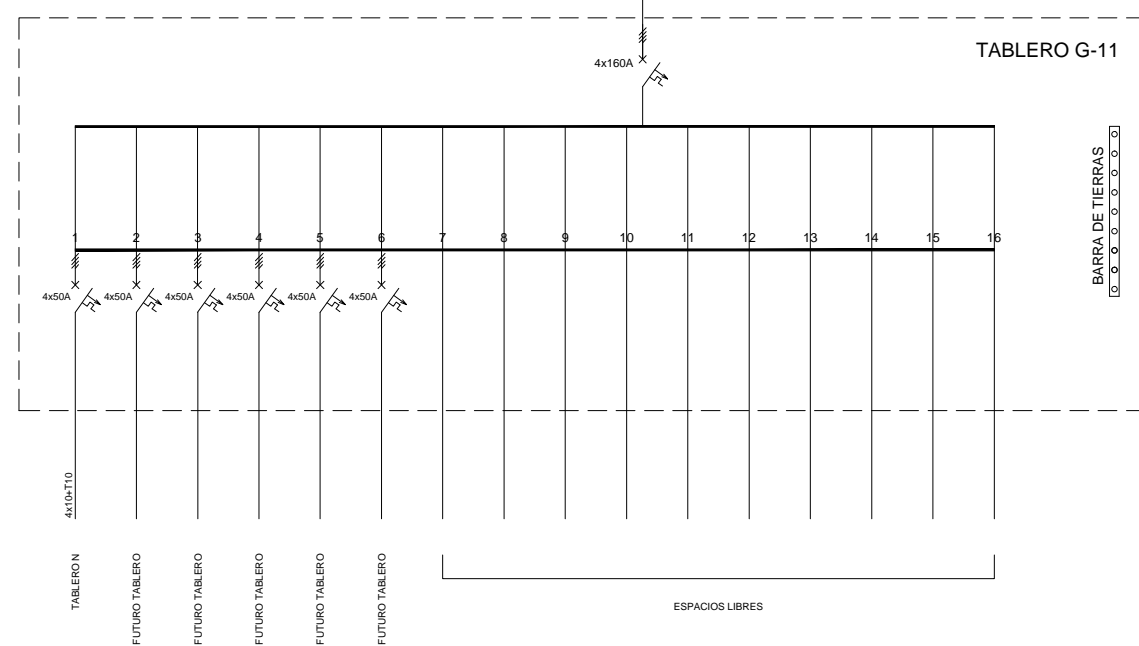 TABLERO G-11
4x160A
BARRA DE TIERRAS
1 2 3 4 5 6 7 8 9 10 11 12 13 14 15 16
4x50A 4x50A 4x50A 4x50A 4x50A 4x50A
4x10+T10
TABLERO N
FUTURO TABLERO
FUTURO TABLERO
FUTURO TABLERO
FUTURO TABLERO
FUTURO TABLERO
ESPACIOS LIBRES